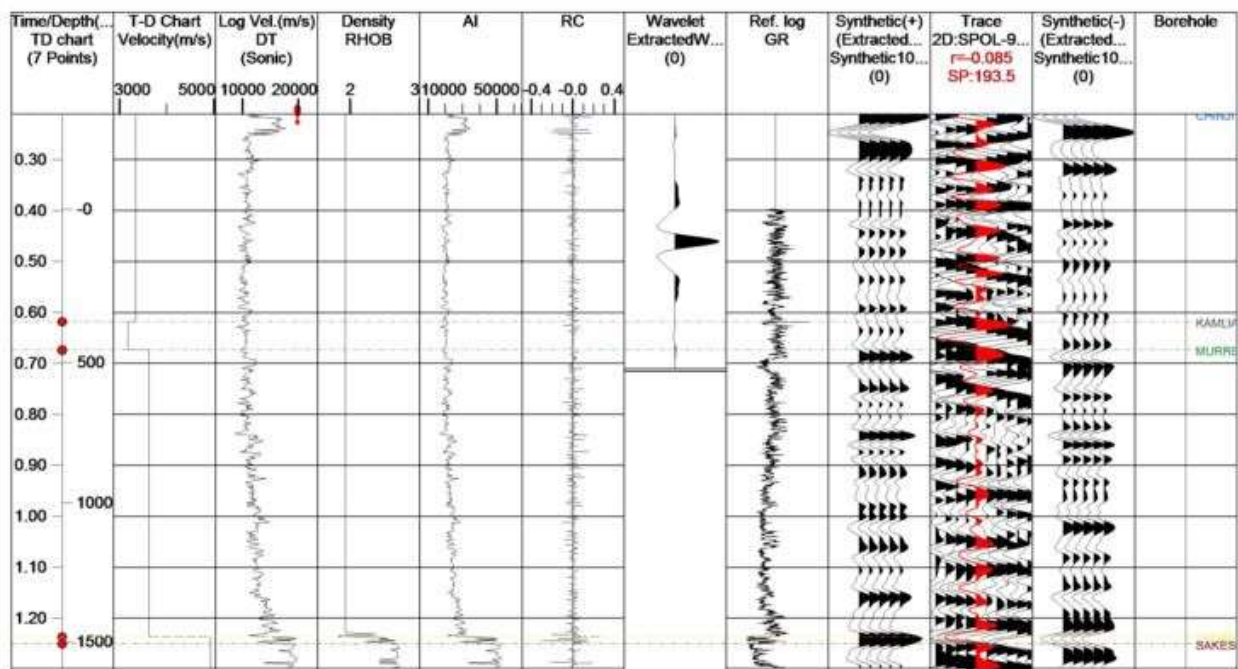 Time/Depth(...
TD chart
(7 Points)
T-D Chart
Velocity(m/s)
3000 5000
Log Vel.(m/s)
DT
(Sonic)
10000 20000
Density
RHOB
2 3
AI
10000 50000
RC
-0.4 -0.0 0.4
Wavelet
ExtractedW...
(0)
Ref. log
GR
Synthetic(+)
(Extracted...
Synthetic10...
(0)
Trace
2D:SPOL-9...
r=-0.085
SP:193.5
Synthetic(-)
(Extracted...
Synthetic10...
(0)
Borehole
CHINJI
0.30
0.40 -0
0.50
0.60
KAMLIA
0.70 500
MURRE
0.80
0.90
1000
1.00
1.10
1.20
1500
SAKES